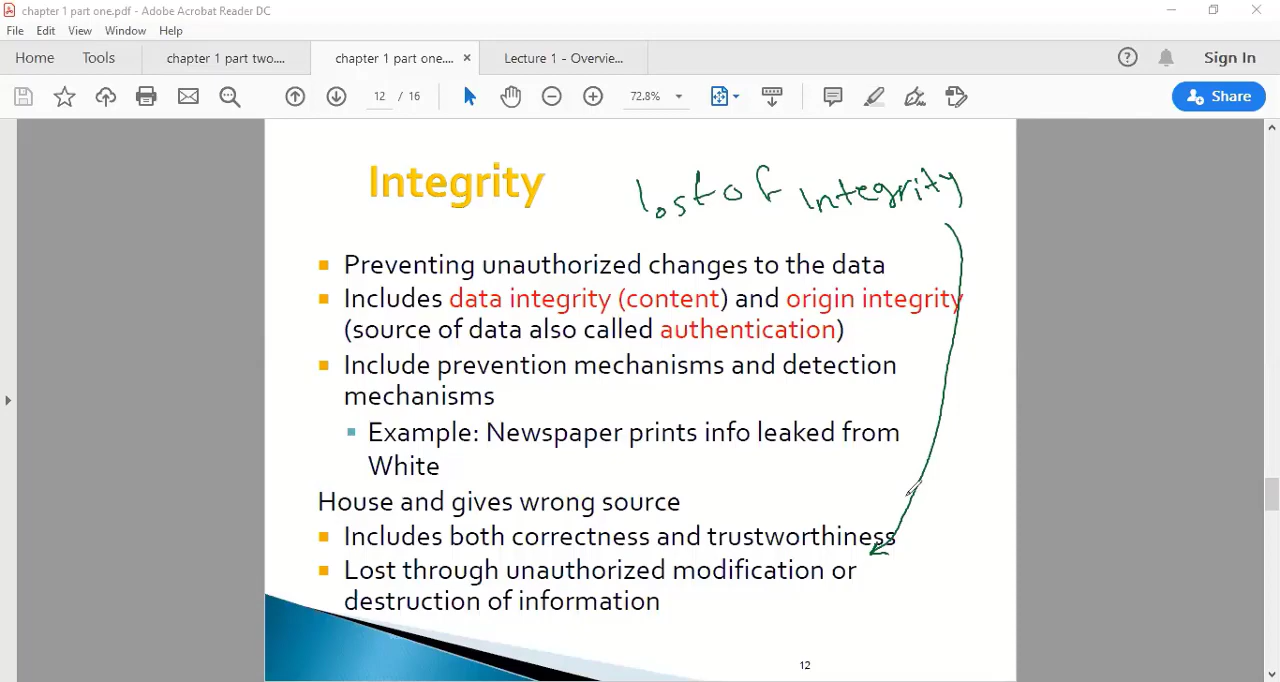 integrity 1 part one.pdf - Adobe Acrobat Reader DC
File Edit View Window Help
Home Tools chapter 1 part two.... chapter 1 part one.... × Lecture 1 - Overvie... Sign In
12 / 16 72.8% Share
Integrity
lost of integrity
Preventing unauthorized changes to the data
Includes data integrity (content) and origin integrity
(source of data also called authentication)
Include prevention mechanisms and detection
mechanisms
Example: Newspaper prints info leaked from
White
House and gives wrong source
Includes both correctness and trustworthiness
Lost through unauthorized modification or
destruction of information
12